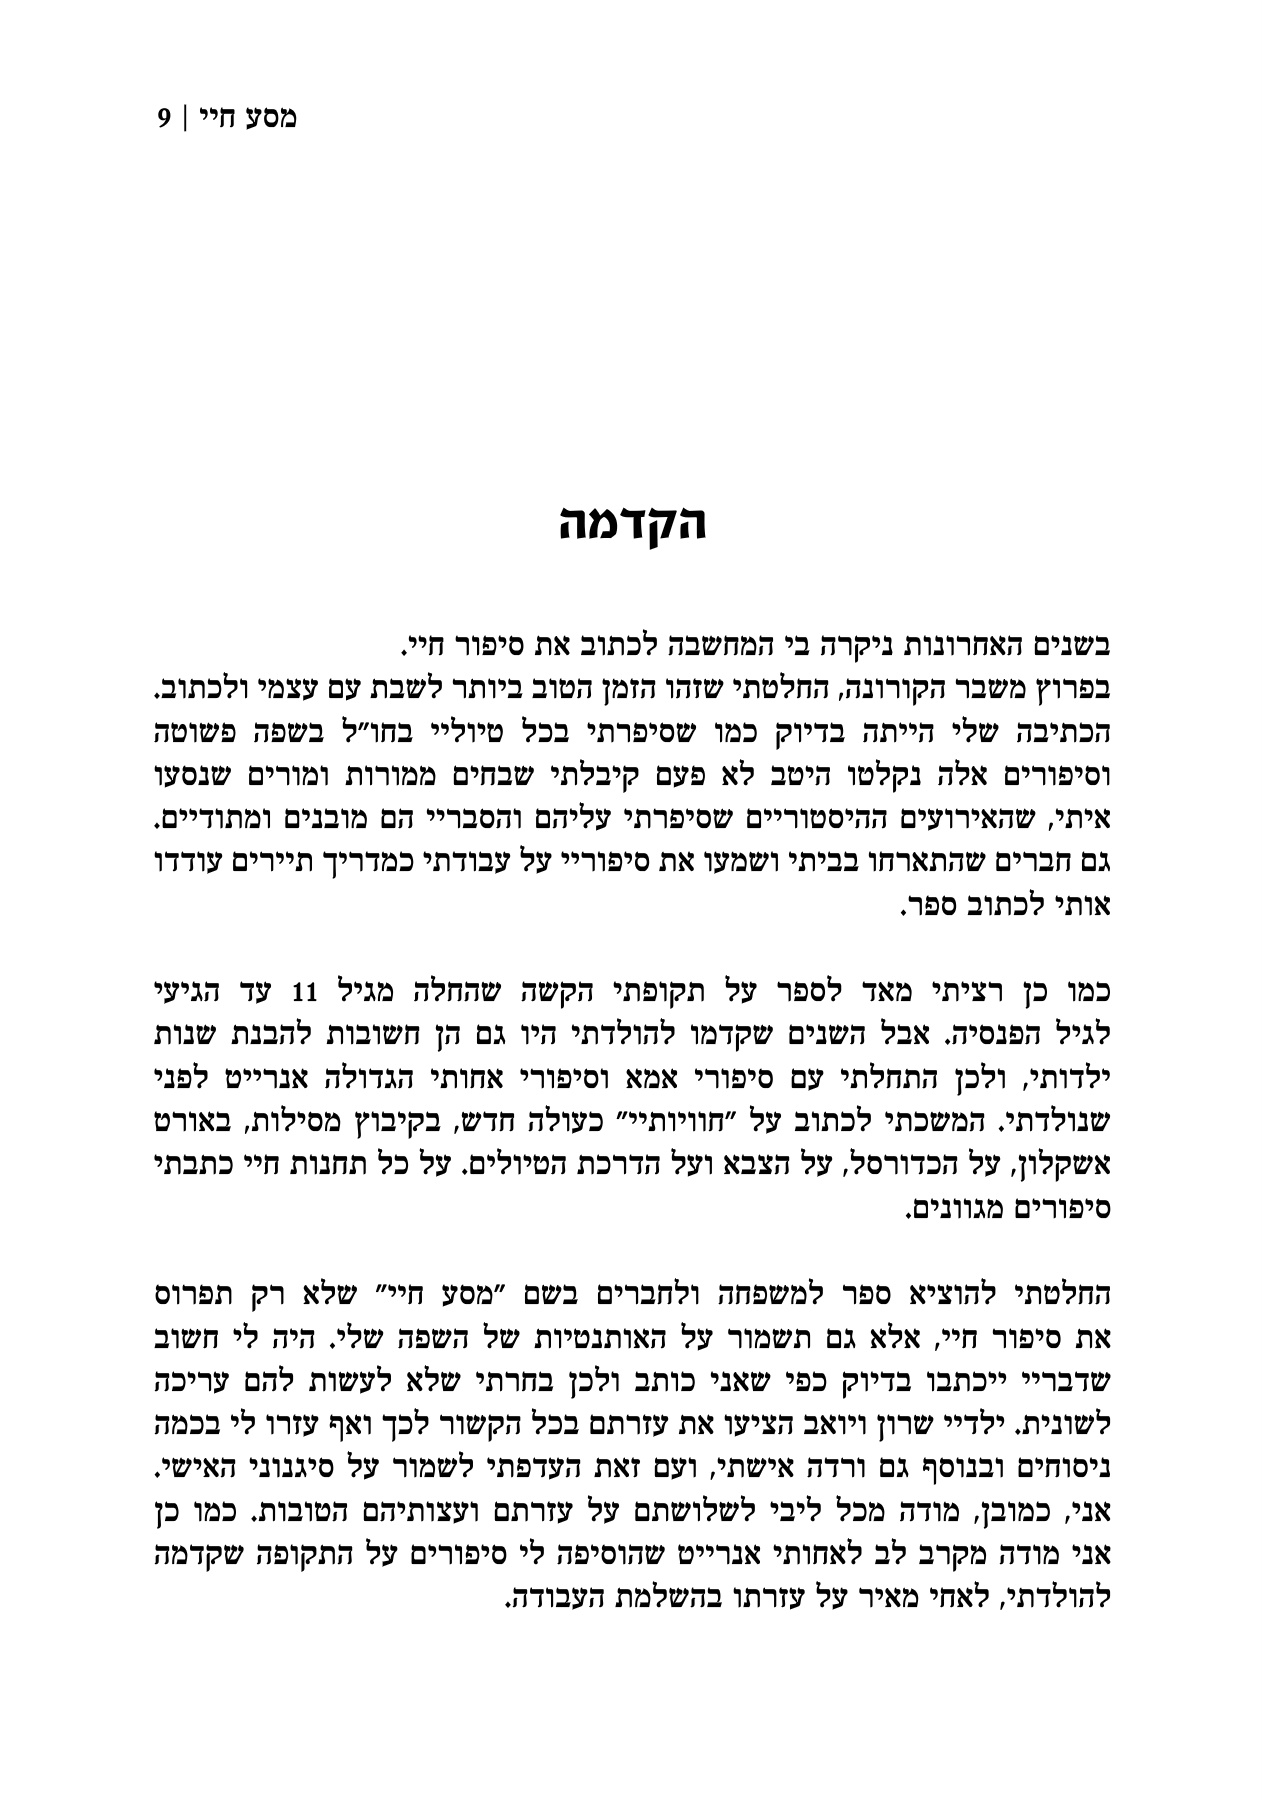 מסע חיי | 9
הקדמה
בשנים האחרונות ניקרה בי המחשבה לכתוב את סיפור חיי.
בפרוץ משבר הקורונה, החלטתי שזהו הזמן הטוב ביותר לשבת עם עצמי ולכתוב.
הכתיבה שלי הייתה בדיוק כמו שסיפרתי בכל טיוליי בחו״ל בשפה פשוטה
וסיפורים אלה נקלטו היטב לא פעם קיבלתי שבחים ממורות ומורים שנסעו
איתי, שהאירועים ההיסטוריים שסיפרתי עליהם והסבריי הם מובנים ומתודיים.
גם חברים שהתארחו בביתי ושמעו את סיפוריי על עבודתי כמדריך תיירים עודדו
אותי לכתוב ספר.
כמו כן רציתי מאד לספר על תקופתי הקשה שהחלה מגיל 11 עד הגיעי
לגיל הפנסיה. אבל השנים שקדמו להולדתי היו גם הן חשובות להבנת שנות
ילדותי, ולכן התחלתי עם סיפורי אמא וסיפורי אחותי הגדולה אנרייט לפני
שנולדתי. המשכתי לכתוב על ״חוויותיי״ כעולה חדש, בקיבוץ מסילות, באורט
אשקלון, על הכדורסל, על הצבא ועל הדרכת הטיולים. על כל תחנות חיי כתבתי
סיפורים מגוונים.
החלטתי להוציא ספר למשפחה ולחברים בשם ״מסע חיי״ שלא רק תפרוס
את סיפור חיי, אלא גם תשמור על האותנטיות של השפה שלי. היה לי חשוב
שדבריי ייכתבו בדיוק כפי שאני כותב ולכן בחרתי שלא לעשות להם עריכה
לשונית. ילדיי שרון ויואב הציעו את עזרתם בכל הקשור לכך ואף עזרו לי בכמה
ניסוחים ובנוסף גם ורדה אישתי, ועם זאת העדפתי לשמור על סיגנוני האישי.
אני, כמובן, מודה מכל ליבי לשלושתם על עזרתם ועצותיהם הטובות. כמו כן
אני מודה מקרב לב לאחותי אנרייט שהוסיפה לי סיפורים על התקופה שקדמה
להולדתי, לאחי מאיר על עזרתו בהשלמת העבודה.